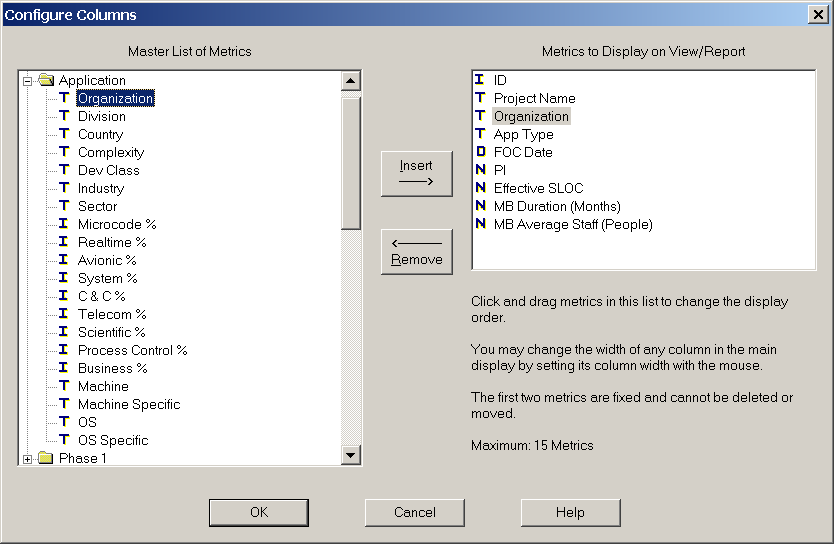 Configure Columns
Master List of Metrics
Application
T Organization
T Division
T Country
T Complexity
T Dev Class
T Industry
T Sector
I Microcode %
I Realtime %
I Avionic %
I System %
I C & C %
I Telecom %
I Scientific %
I Process Control %
I Business %
T Machine
T Machine Specific
T OS
T OS Specific
Phase 1
Insert
Remove
Metrics to Display on View/Report
I ID
T Project Name
T Organization
T App Type
D FOC Date
N PI
N Effective SLOC
N MB Duration (Months)
N MB Average Staff (People)
Click and drag metrics in this list to change the display
order.
You may change the width of any column in the main
display by setting its column width with the mouse.
The first two metrics are fixed and cannot be deleted or
moved.
Maximum: 15 Metrics
OK
Cancel
Help